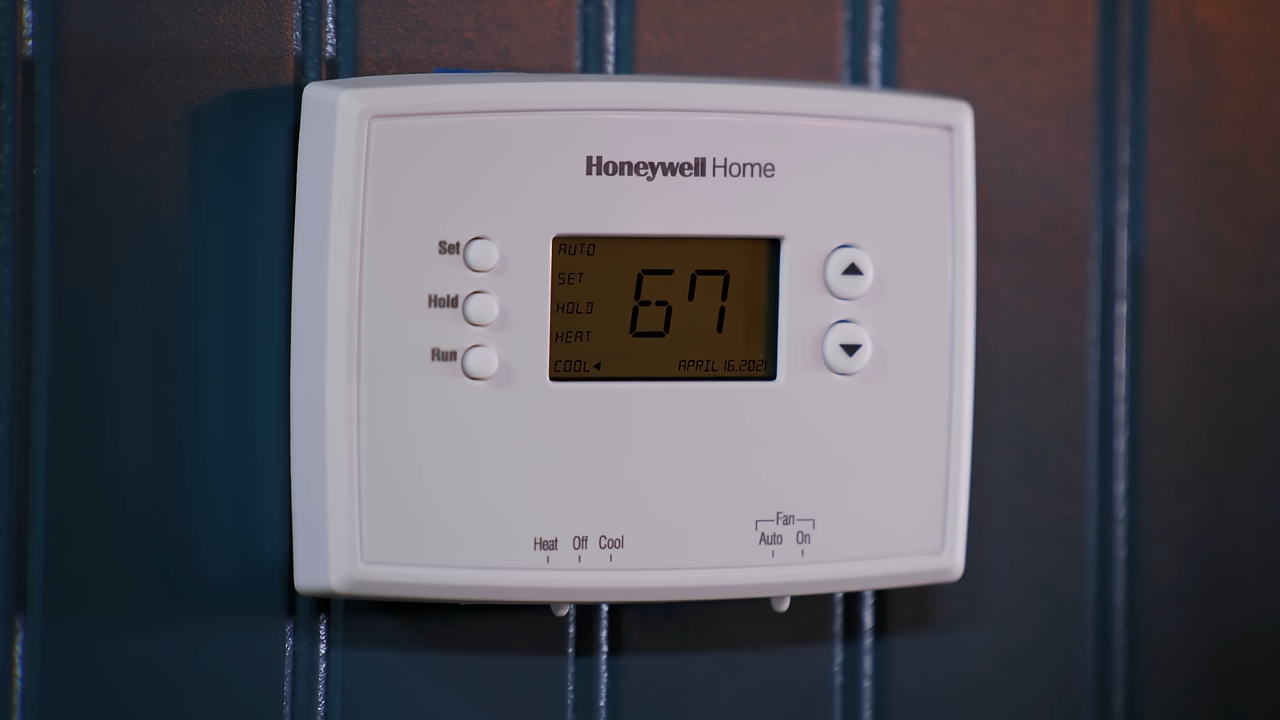 Honeywell Home
Set
Hold
Run
AUTO
SET
HOLD
HEAT
COOL
67
APRIL 16.2021
Heat Off Cool
Fan
Auto On